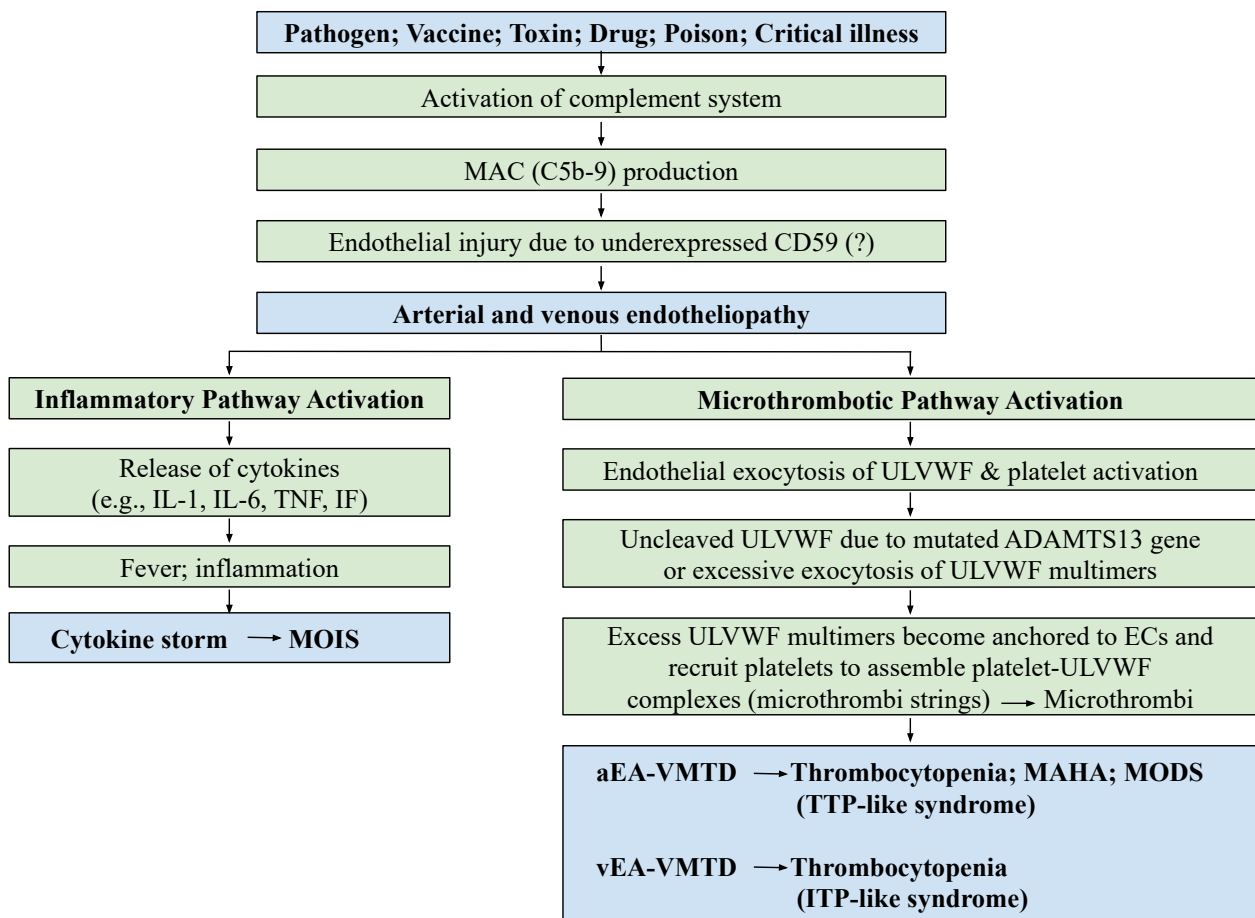 Pathogen; Vaccine; Toxin; Drug; Poison; Critical illness
Activation of complement system
MAC (C5b-9) production
Endothelial injury due to underexpressed CD59 (?)
Arterial and venous endotheliopathy
Inflammatory Pathway Activation
Release of cytokines
(e.g., IL-1, IL-6, TNF, IF)
Fever; inflammation
Cytokine storm → MOIS
Microthrombotic Pathway Activation
Endothelial exocytosis of ULVWF & platelet activation
Uncleaved ULVWF due to mutated ADAMTS13 gene
or excessive exocytosis of ULVWF multimers
Excess ULVWF multimers become anchored to ECs and
recruit platelets to assemble platelet-ULVWF
complexes (microthrombi strings) → Microthrombi
aEA-VMTD → Thrombocytopenia; MAHA; MODS
(TTP-like syndrome)
vEA-VMTD → Thrombocytopenia
(ITP-like syndrome)